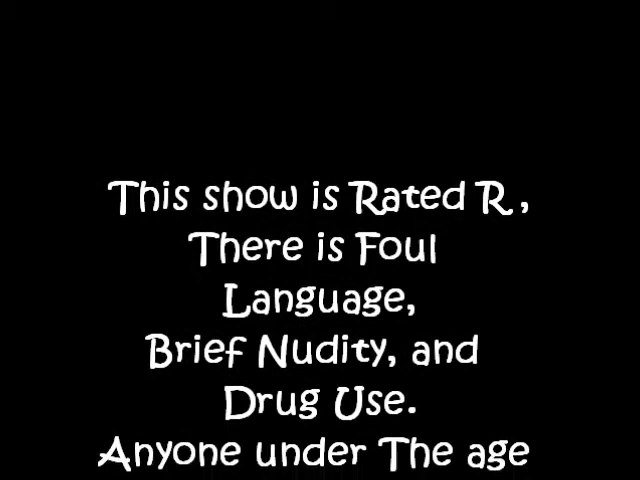 This show is Rated R ,
There is Foul
Language,
Brief Nudity, and
Drug Use.
Anyone under The age